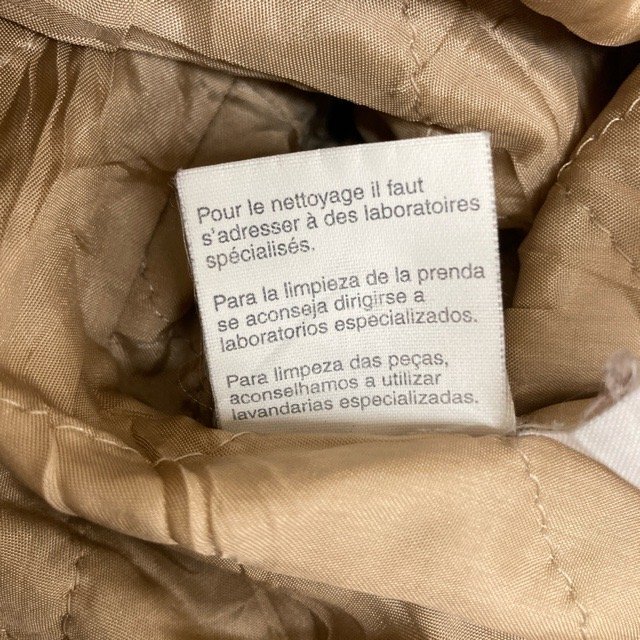 Pour le nettoyage il faut
s'adresser à des laboratoires
spécialisés.
Para la limpieza de la prenda
se aconseja dirigirse a
laboratorios especializados.
Para limpeza das peças,
aconselhamos a utilizar
lavandarias especializadas.